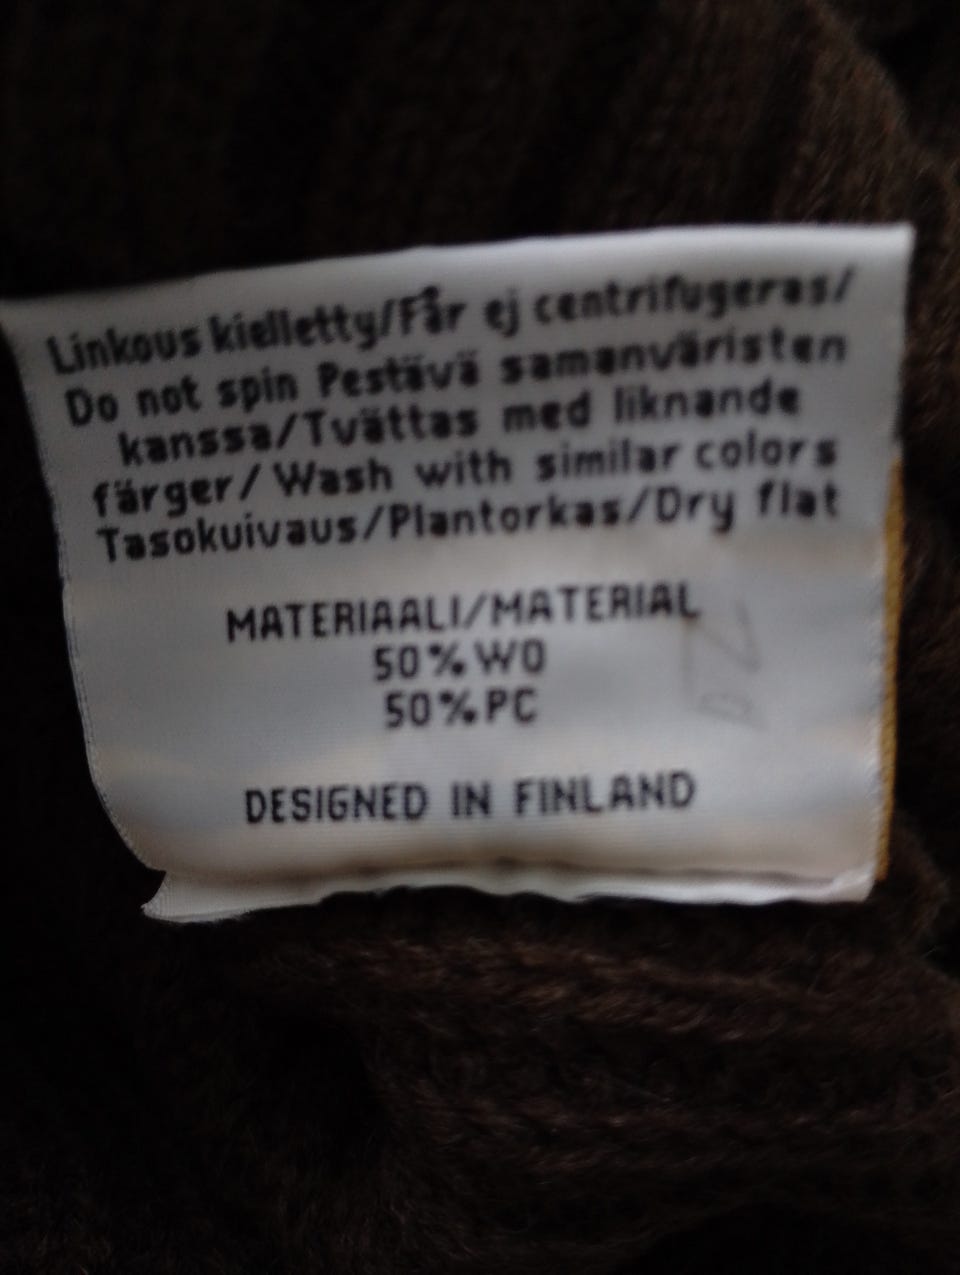 Linkous kielletty/Får ej centrifugeras/
Do not spin Pestävä samanväristen
kanssa/Tvättas med liknande
färger/ Wash with similar colors
Tasokuivaus/Plantorkas/Dry flat
MATERIAALI/MATERIAL
50% WO
50% PC
DESIGNED IN FINLAND